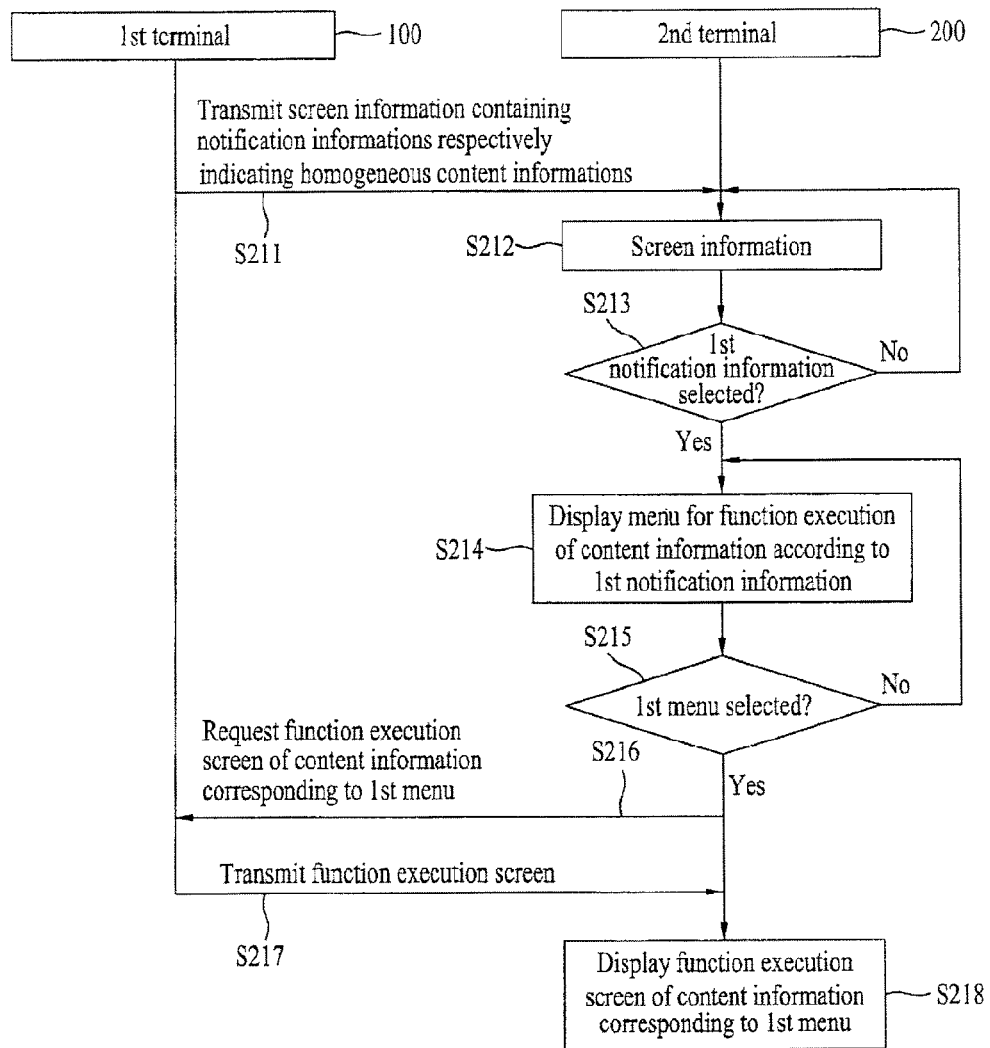 1st terminal
100
2nd terminal
200
Transmit screen information containing
notification informations respectively
indicating homogeneous content informations
S211
S212
Screen information
S213
1st
notification information
selected?
No
Yes
S214
Display menu for function execution
of content information according to
1st notification information
S215
1st menu selected?
No
Request function execution
screen of content information
corresponding to 1st menu
S216
Yes
Transmit function execution screen
S217
Display function execution
screen of content information
corresponding to 1st menu
S218